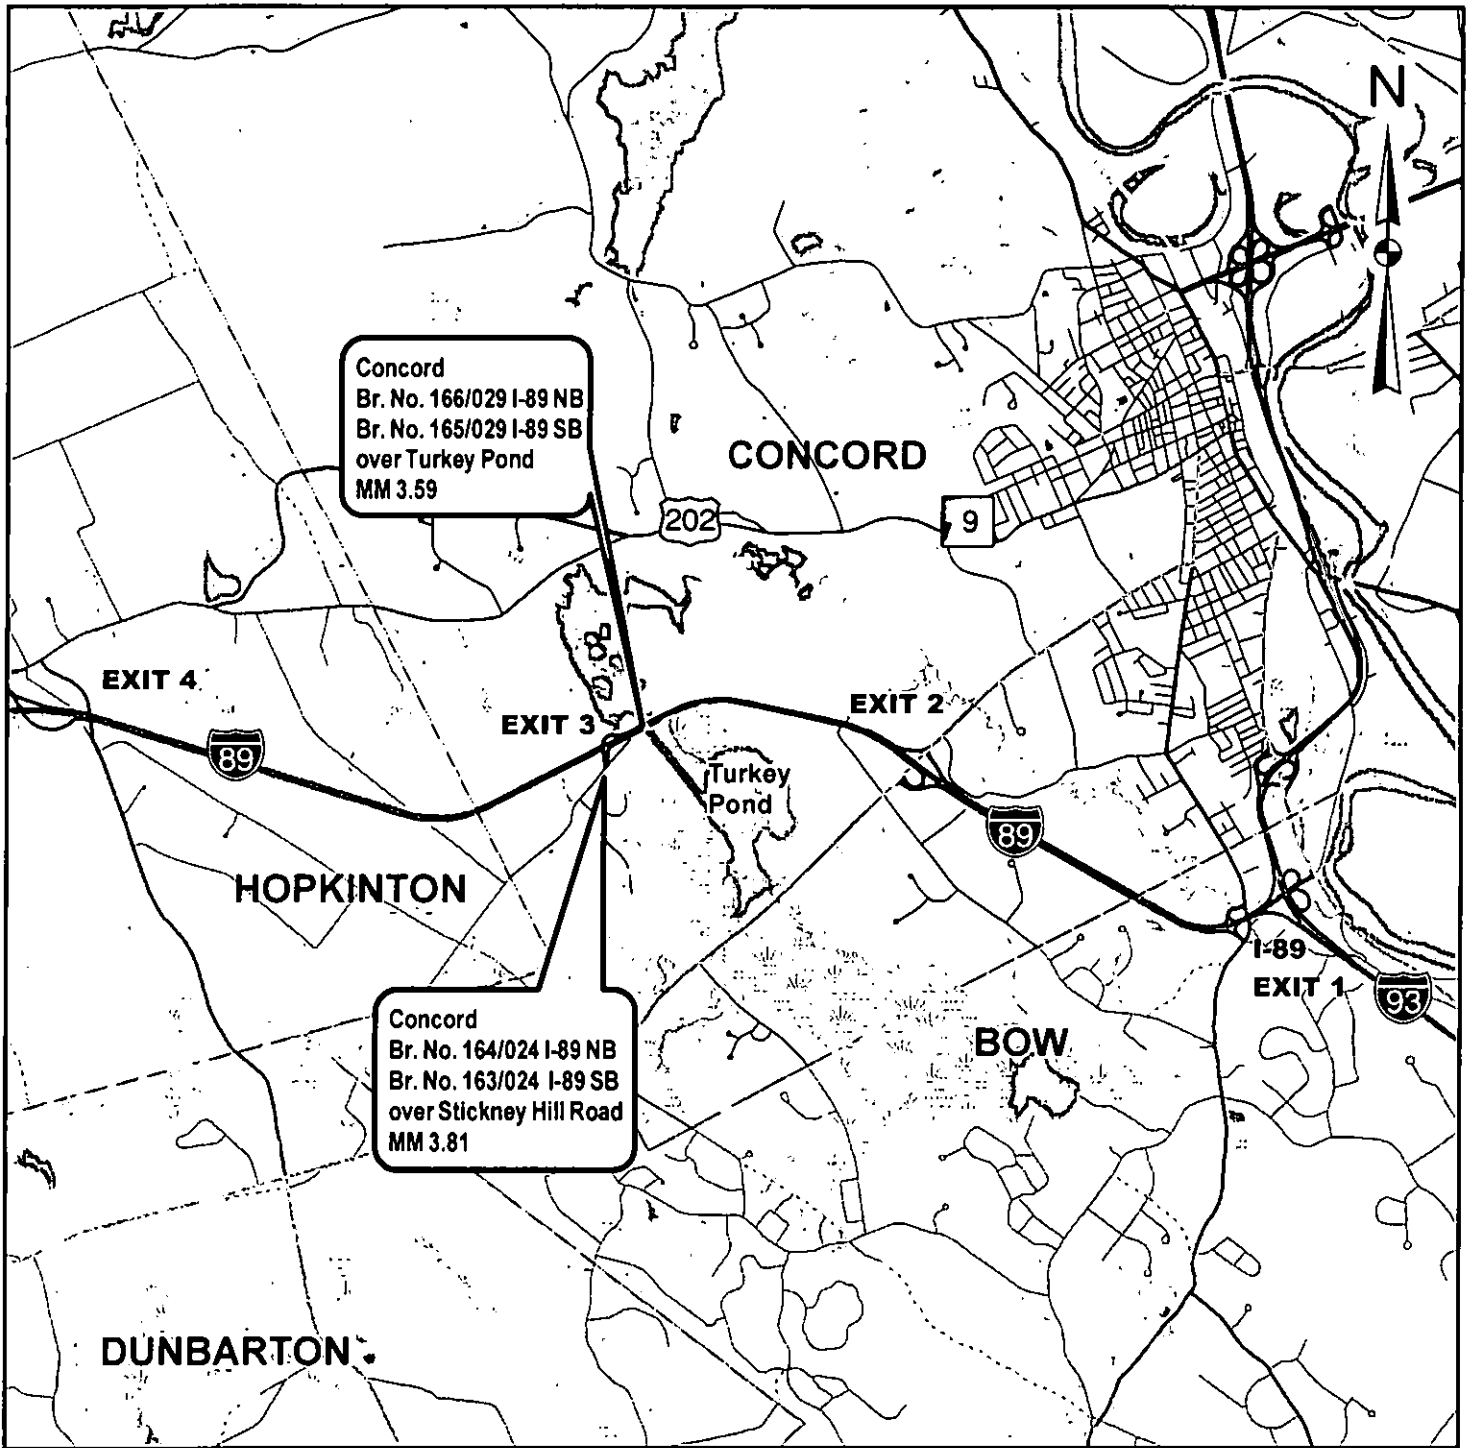 N
Concord
Br. No. 166/029 I-89 NB
Br. No. 165/029 I-89 SB
over Turkey Pond
MM 3.59
CONCORD
202
9
EXIT 4
EXIT 3
EXIT 2
89
Turkey
Pond
89
HOPKINTON
I-89
EXIT 1
93
Concord
Br. No. 164/024 I-89 NB
Br. No. 163/024 I-89 SB
over Stickney Hill Road
MM 3.81
BOW
DUNBARTON